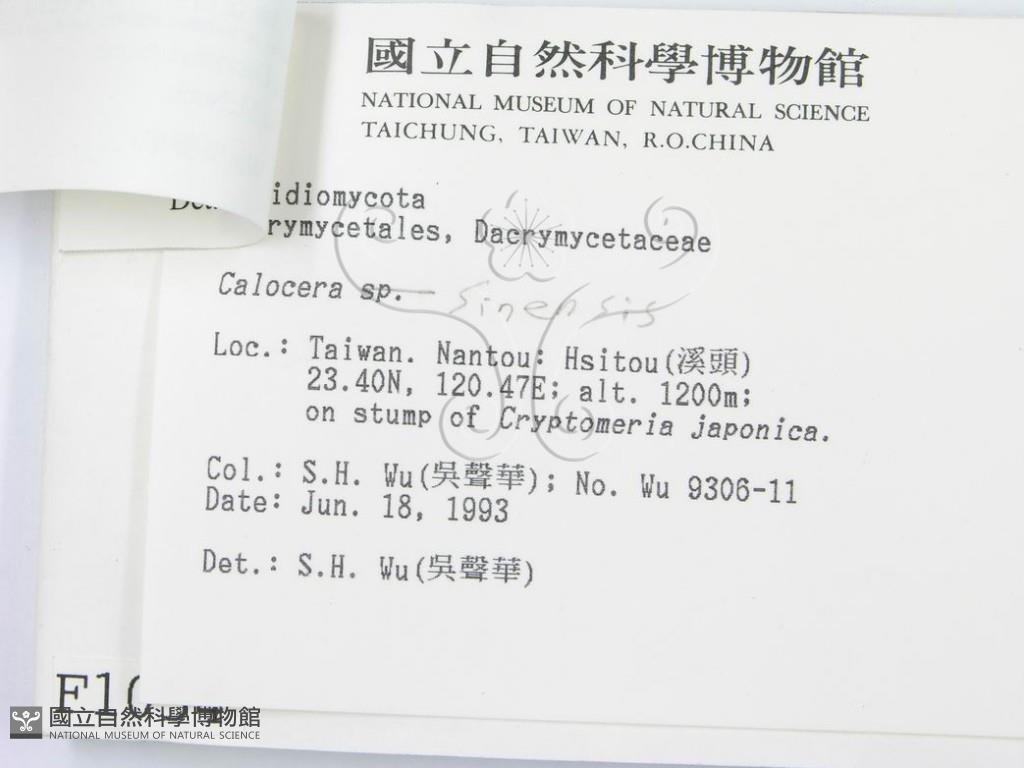 國立自然科學博物館
NATIONAL MUSEUM OF NATURAL SCIENCE
TAICHUNG, TAIWAN, R.O.CHINA
idiomycota
rymycetales, Dacrymycetaceae
Calocera sp. sinensis
Loc.: Taiwan. Nantou: Hsitou(溪頭)
23.40N, 120.47E; alt. 1200m;
on stump of Cryptomeria japonica.
Col.: S.H. Wu(吳聲華); No. Wu 9306-11
Date: Jun. 18, 1993
Det.: S.H. Wu(吳聲華)
國立自然科學博物館
NATIONAL MUSEUM OF NATURAL SCIENCE